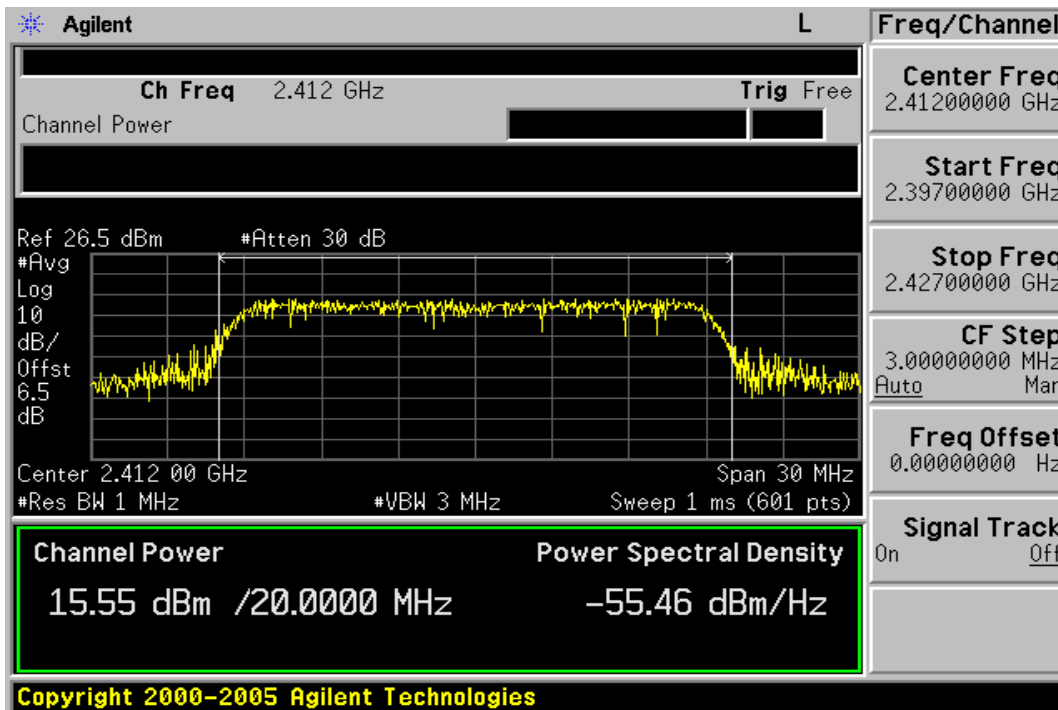 Agilent L
Ch Freq 2.412 GHz Trig Free
Channel Power
Ref 26.5 dBm #Atten 30 dB
#Avg
Log
10
dB/
Offst
6.5
dB
Center 2.412 00 GHz Span 30 MHz
#Res BW 1 MHz #VBW 3 MHz Sweep 1 ms (601 pts)
Channel Power Power Spectral Density
15.55 dBm /20.0000 MHz -55.46 dBm/Hz
Copyright 2000-2005 Agilent Technologies
Freq/Channel
Center Freq
2.41200000 GHz
Start Freq
2.39700000 GHz
Stop Freq
2.42700000 GHz
CF Step
3.00000000 MHz
Auto Man
Freq Offset
0.00000000 Hz
Signal Track
On Off